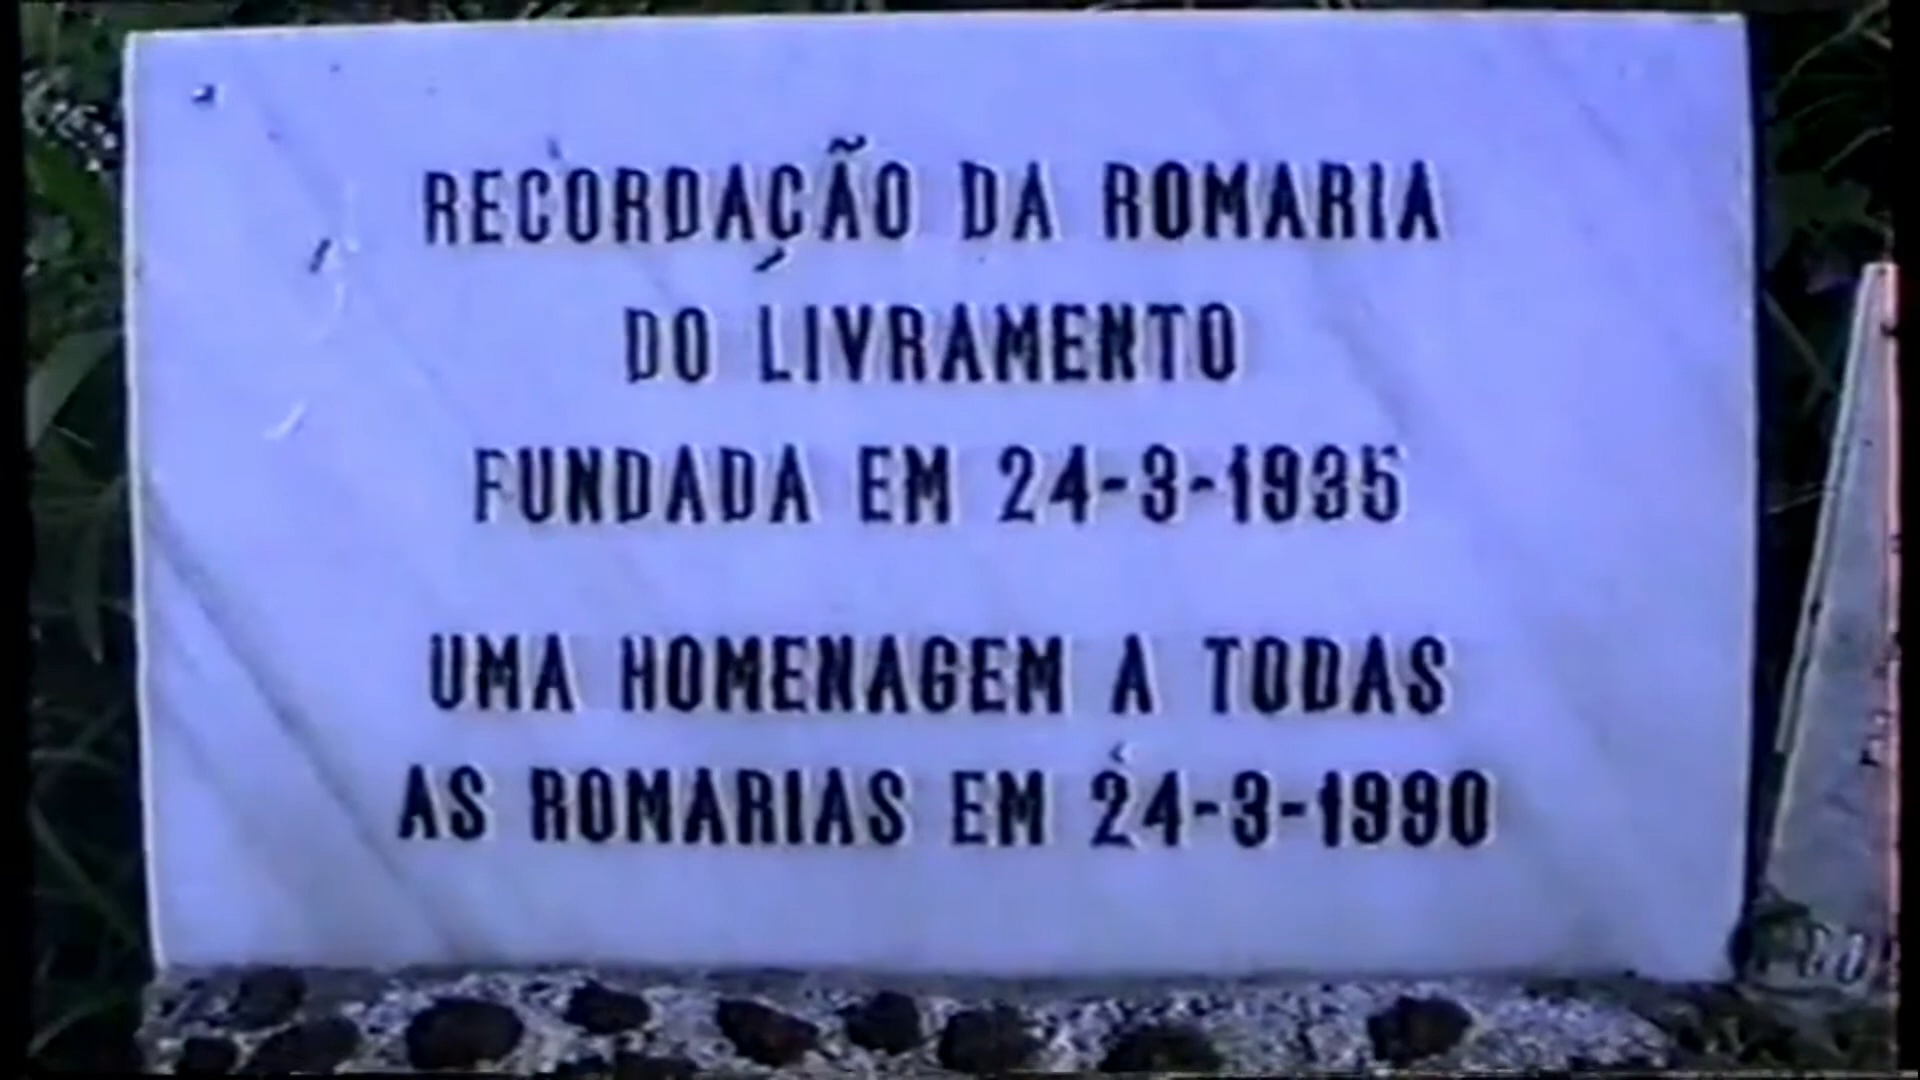 RECORDAÇÃO DA ROMARIA
DO LIVRAMENTO
FUNDADA EM 24-3-1935
UMA HOMENAGEM A TODAS
AS ROMARIAS EM 24-3-1990